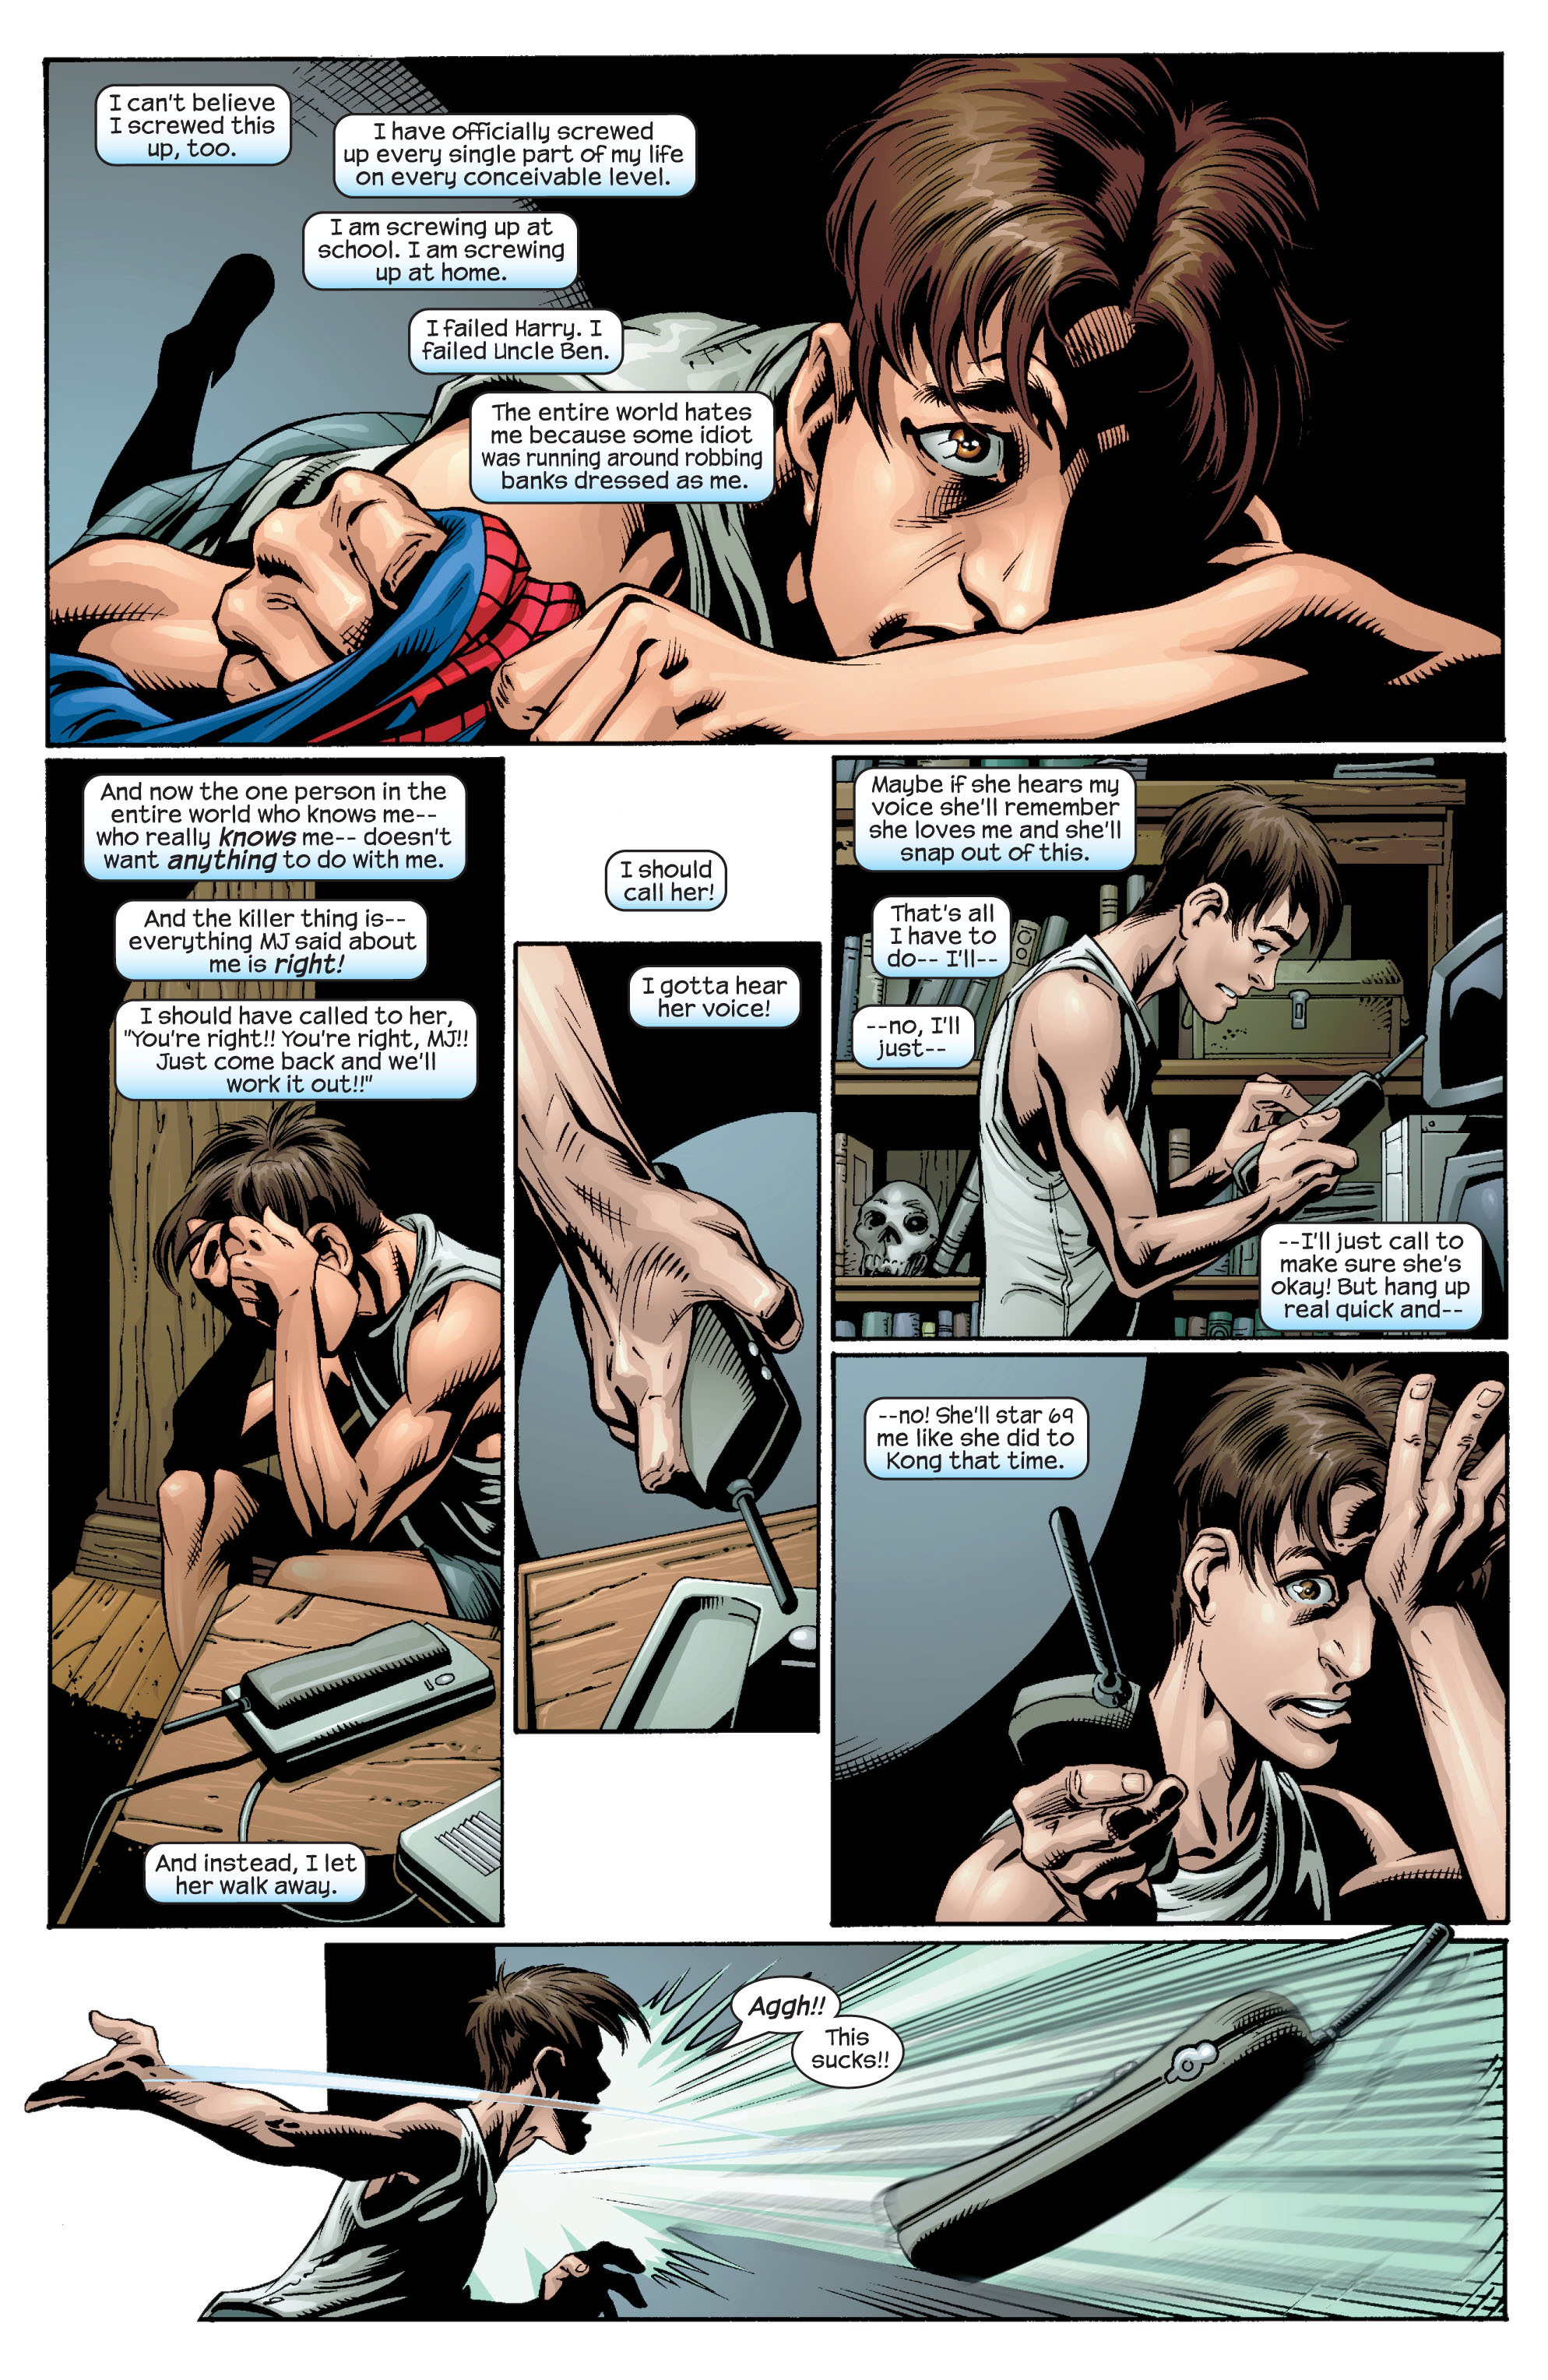 I can't believe
I screwed this
up, too.
I have officially screwed
up every single part of my life
on every conceivable level.
I am screwing up at
school. I am screwing
up at home.
I failed Harry. I
failed Uncle Ben.
The entire world hates
me because some idiot
was running around robbing
banks dressed as me.
And now the one person in the
entire world who knows me--
who really knows me-- doesn't
want anything to do with me.
And the killer thing is--
everything MJ said about
me is right!
I should have called to her,
"You're right!! You're right, MJ!!
Just come back and we'll
work it out!!"
And instead, I let
her walk away.
I should
call her!
I gotta hear
her voice!
Maybe if she hears my
voice she'll remember
she loves me and she'll
snap out of this.
That's all
I have to
do-- I'll--
--no, I'll
just--
--I'll just call to
make sure she's
okay! But hang up
real quick and--
--no! She'll star 69
me like she did to
Kong that time.
Aggh!!
This
sucks!!